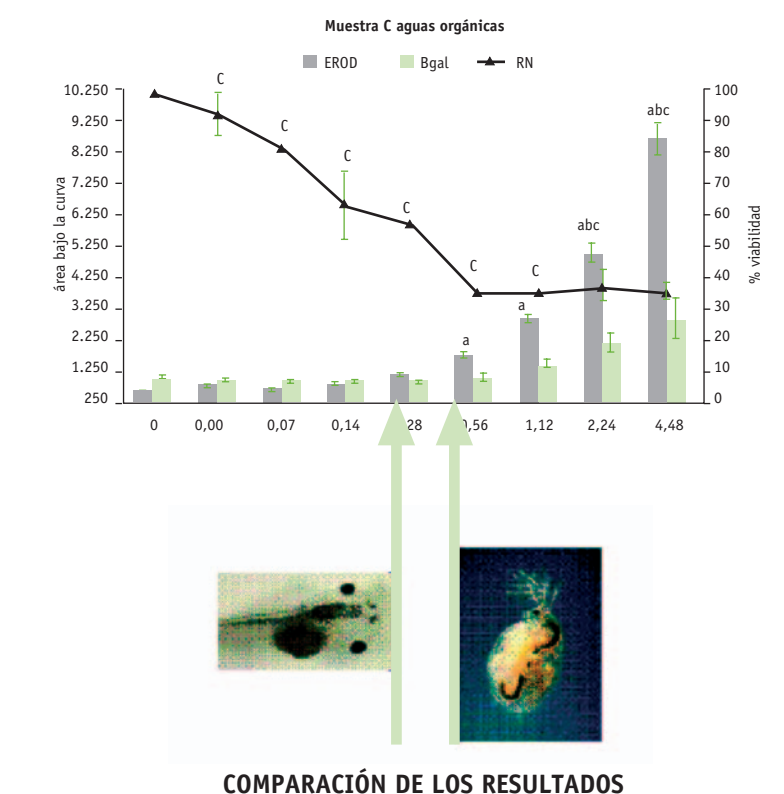 Muestra C aguas orgánicas
EROD Bgal RN
área bajo la curva
10.250
9.250
8.250
7.250
6.250
5.250
4.250
3.250
2.250
1.250
250
C
C
C
C
C
C
a
a
abc
abc
100
90
80
70
60
50
40
30
20
10
0
% viabilidad
0 0,00 0,07 0,14 28 0,56 1,12 2,24 4,48
COMPARACIÓN DE LOS RESULTADOS